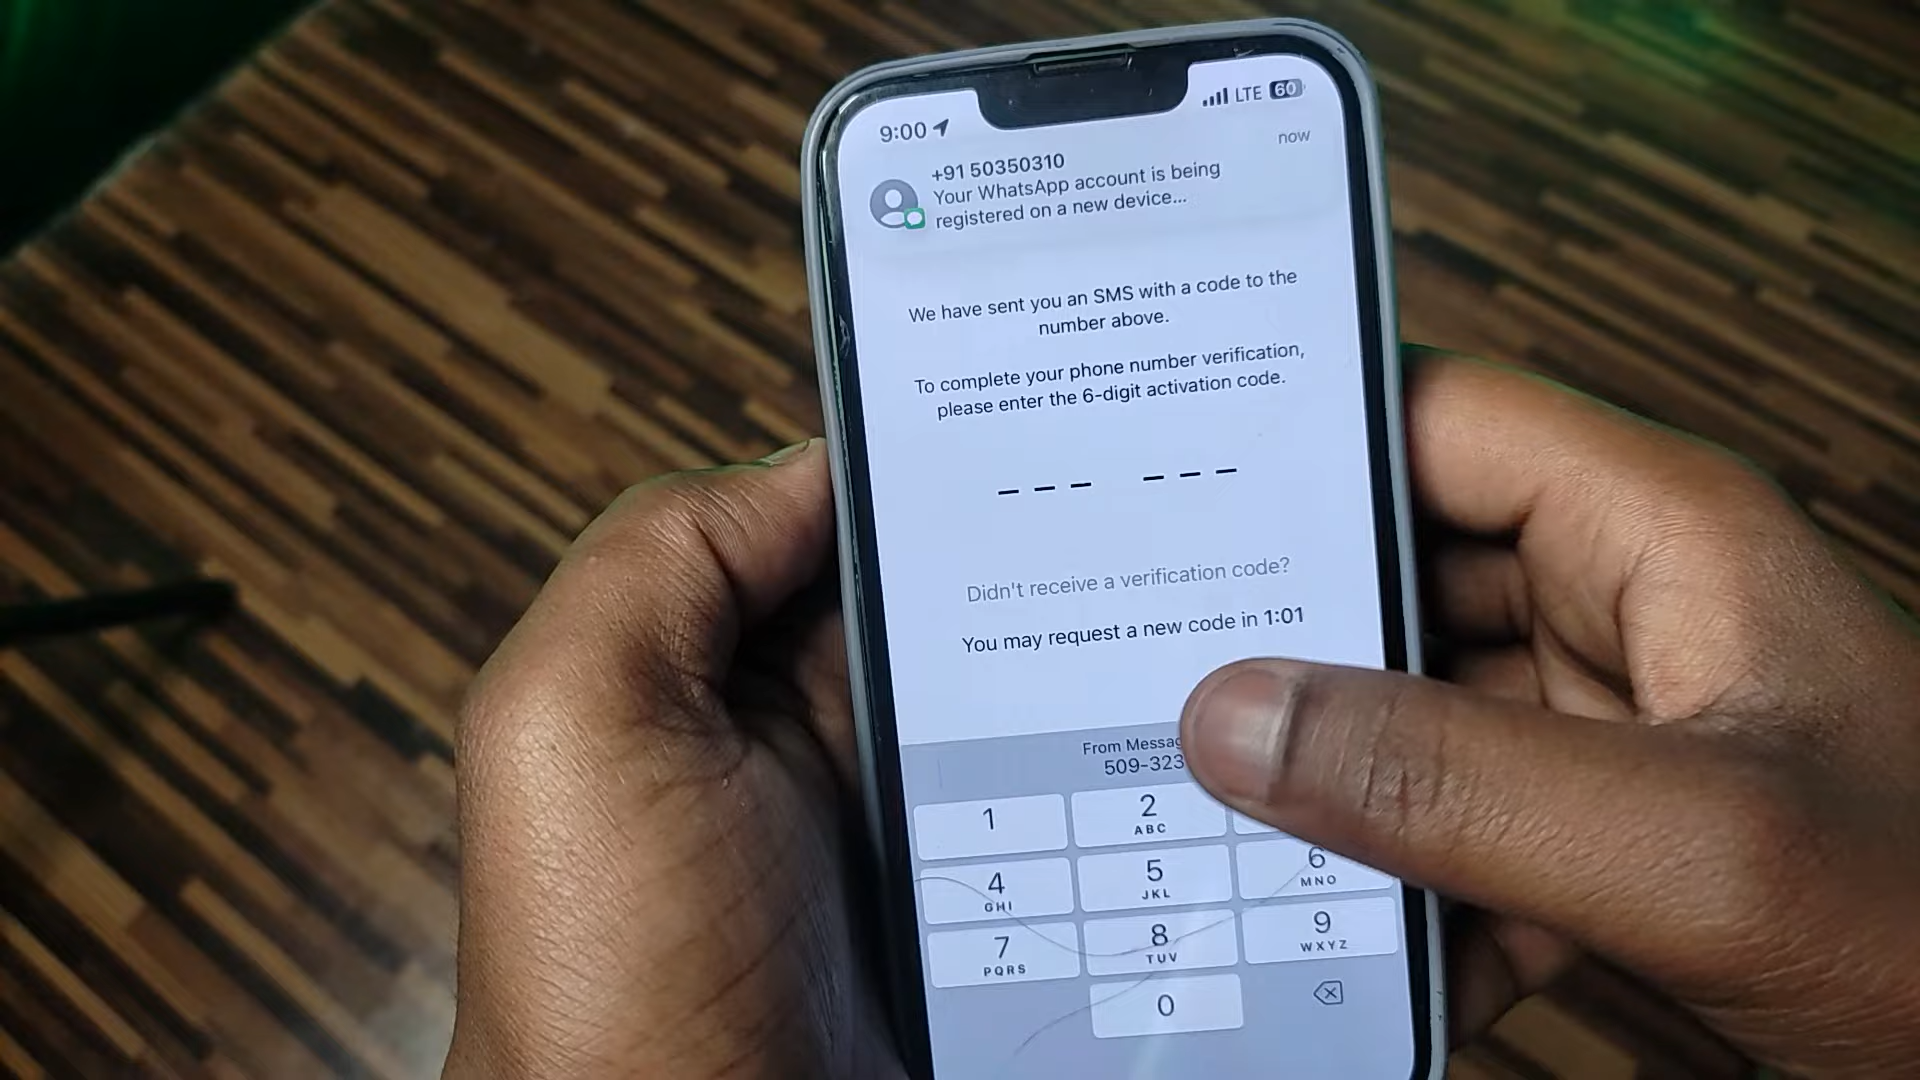 9:00
LTE 60
now
+91 50350310
Your WhatsApp account is being
registered on a new device...
We have sent you an SMS with a code to the
number above.
To complete your phone number verification,
please enter the 6-digit activation code.
Didn't receive a verification code?
You may request a new code in 1:01
From
509-323
1
2
ABC
4
GHI
5
JKL
6
MNO
7
PQRS
8
TUV
9
WXYZ
0